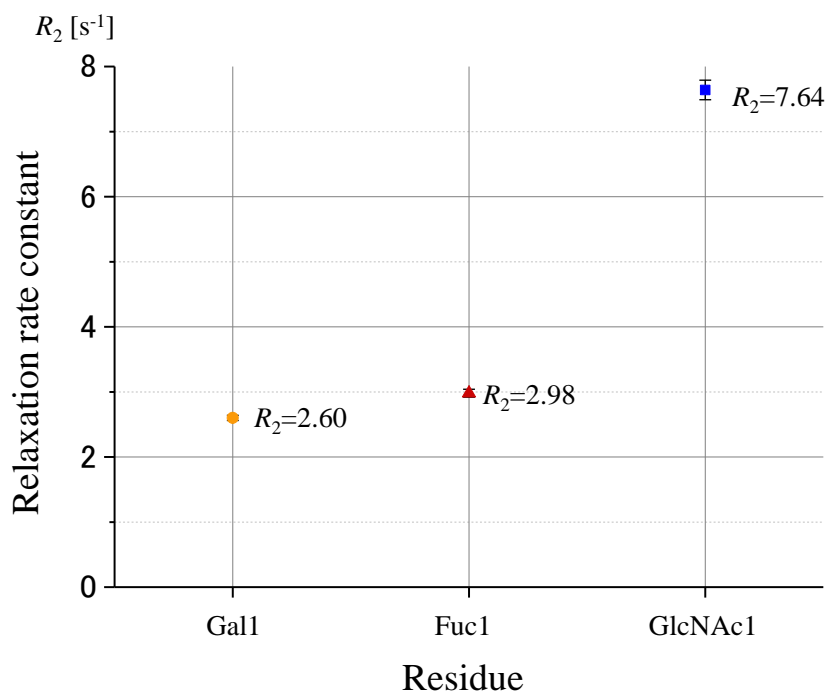 R₂ [s⁻¹]
8
R₂=7.64
6
Relaxation rate constant
4
R₂=2.98
R₂=2.60
2
0
Gal1 Fuc1 GlcNAc1
Residue